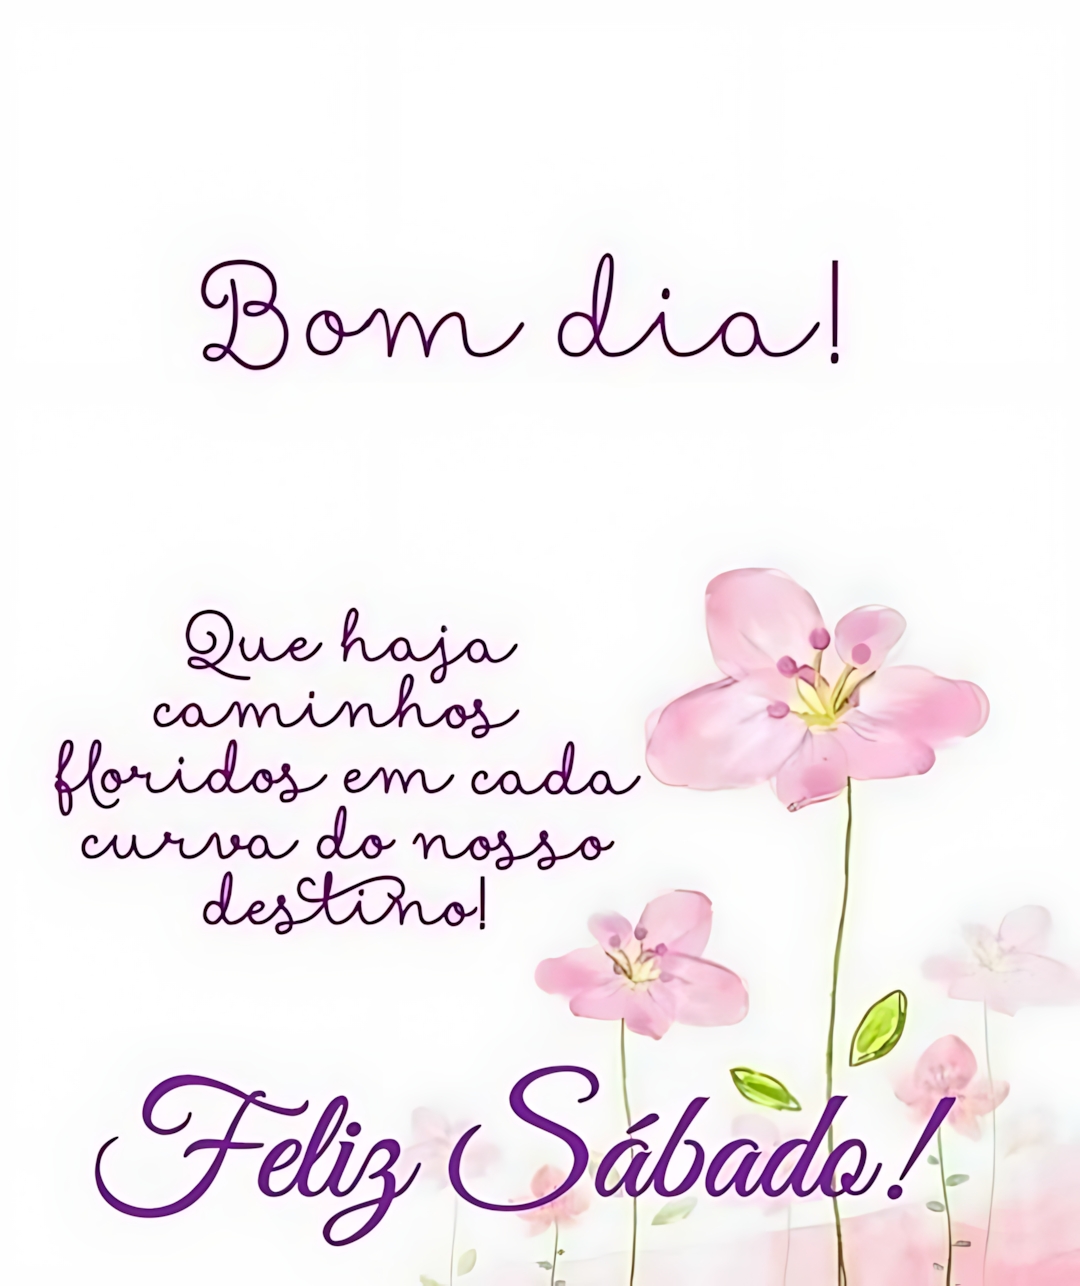 Bom dia!
Que haja
caminhos
floridos em cada
curva do nosso
destino!
Feliz Sábado!